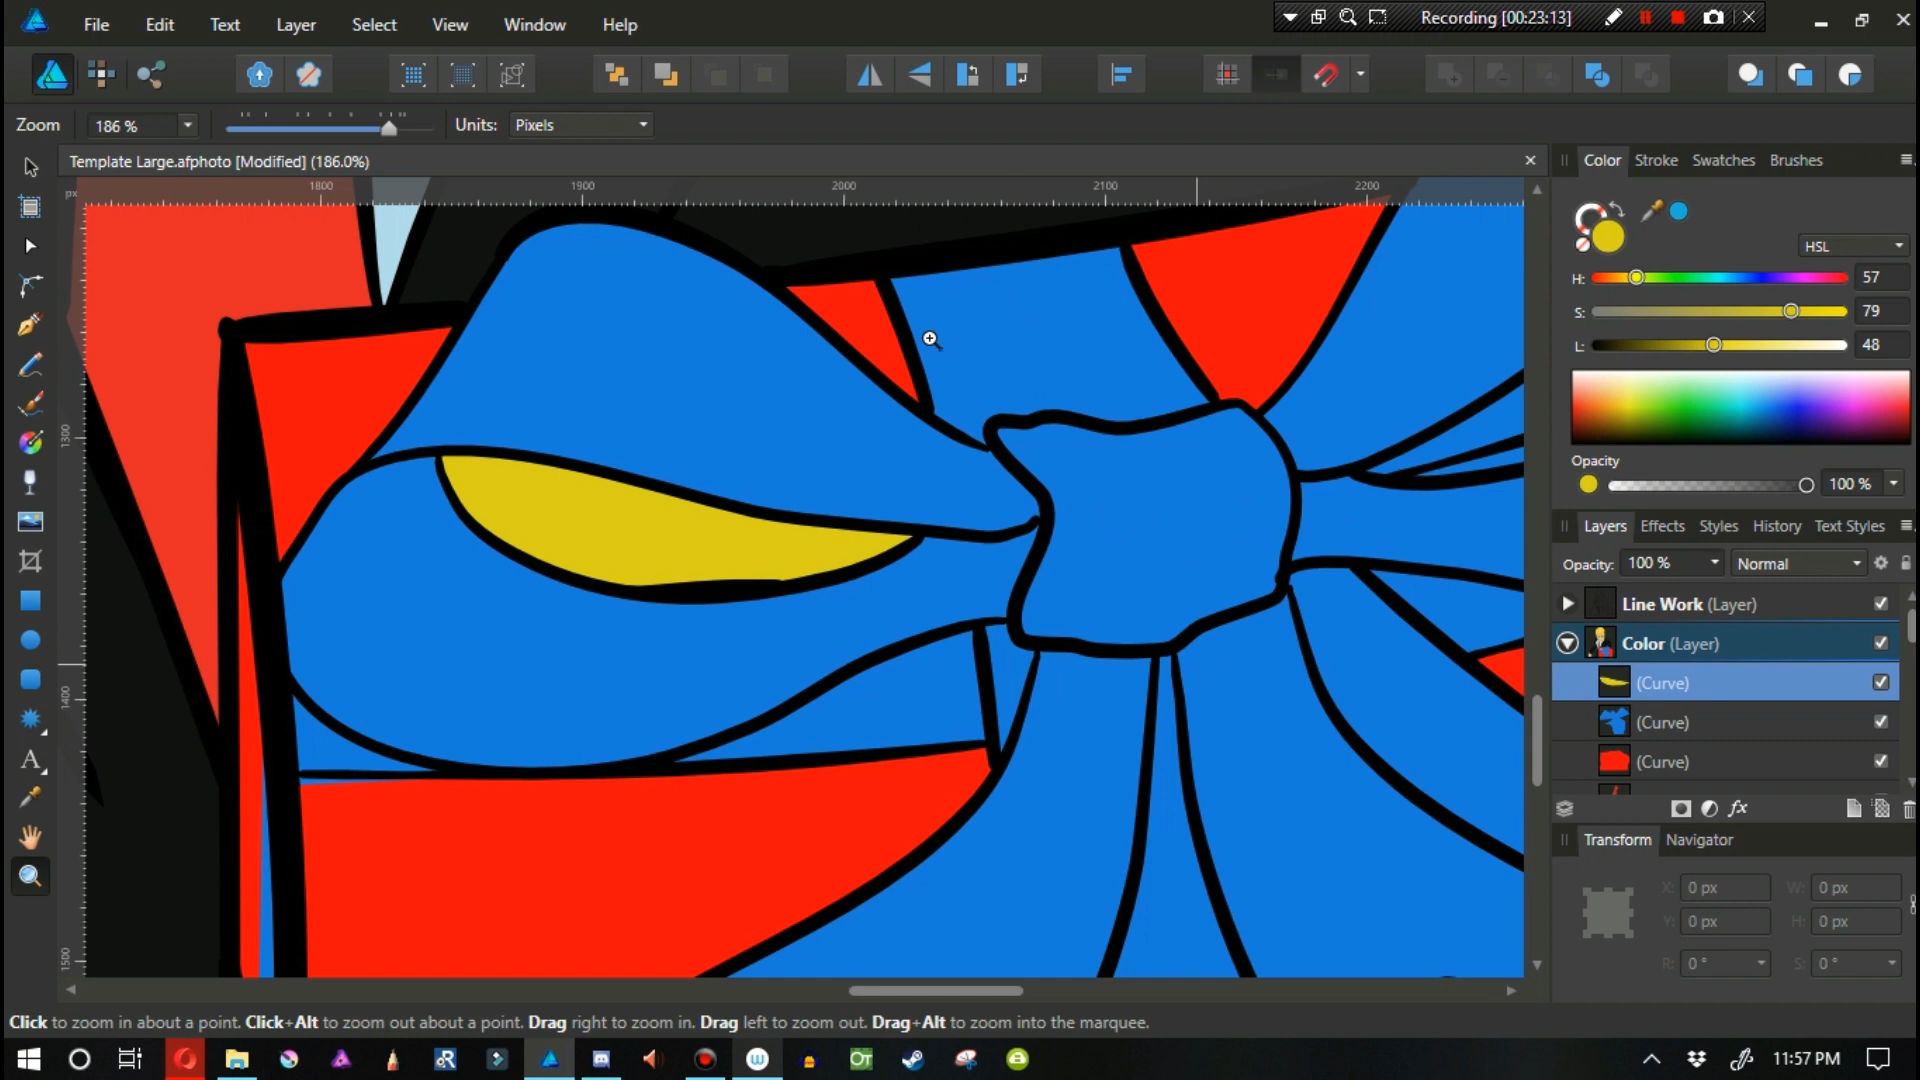 File Edit Text Layer Select View Window Help
Recording [00:23:13]
Zoom 186 % Units: Pixels
Template Large.afphoto [Modified] (186.0%)
px 1800 1900 2000 2100 2200
1300
1400
1500
Color Stroke Swatches Brushes
HSL
H: 57
S: 79
L: 48
Opacity
100 %
Layers Effects Styles History Text Styles
Opacity: 100 % Normal
Line Work (Layer)
Color (Layer)
(Curve)
(Curve)
(Curve)
fx
Transform Navigator
X: 0 px W: 0 px
Y: 0 px H: 0 px
R: 0 ° S: 0 °
Click to zoom in about a point. Click+Alt to zoom out about a point. Drag right to zoom in. Drag left to zoom out. Drag+Alt to zoom into the marquee.
11:57 PM